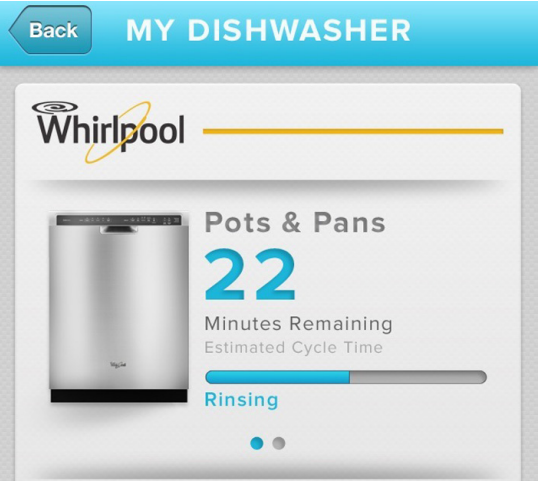 Back
MY DISHWASHER
Whirlpool
Pots & Pans
22
Minutes Remaining
Estimated Cycle Time
Rinsing